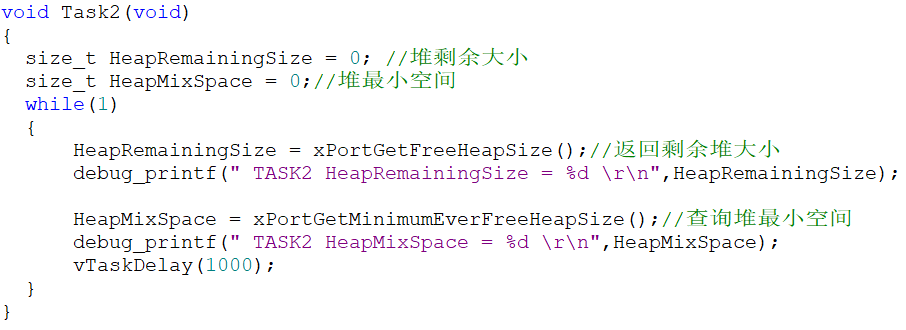 void Task2(void)
{
  size_t HeapRemainingSize = 0; //堆剩余大小
  size_t HeapMixSpace = 0;//堆最小空间
  while(1)
  {
      HeapRemainingSize = xPortGetFreeHeapSize();//返回剩余堆大小
      debug_printf(" TASK2 HeapRemainingSize = %d \r\n",HeapRemainingSize);

      HeapMixSpace = xPortGetMinimumEverFreeHeapSize();//查询堆最小空间
      debug_printf(" TASK2 HeapMixSpace = %d \r\n",HeapMixSpace);
      vTaskDelay(1000);
  }
}